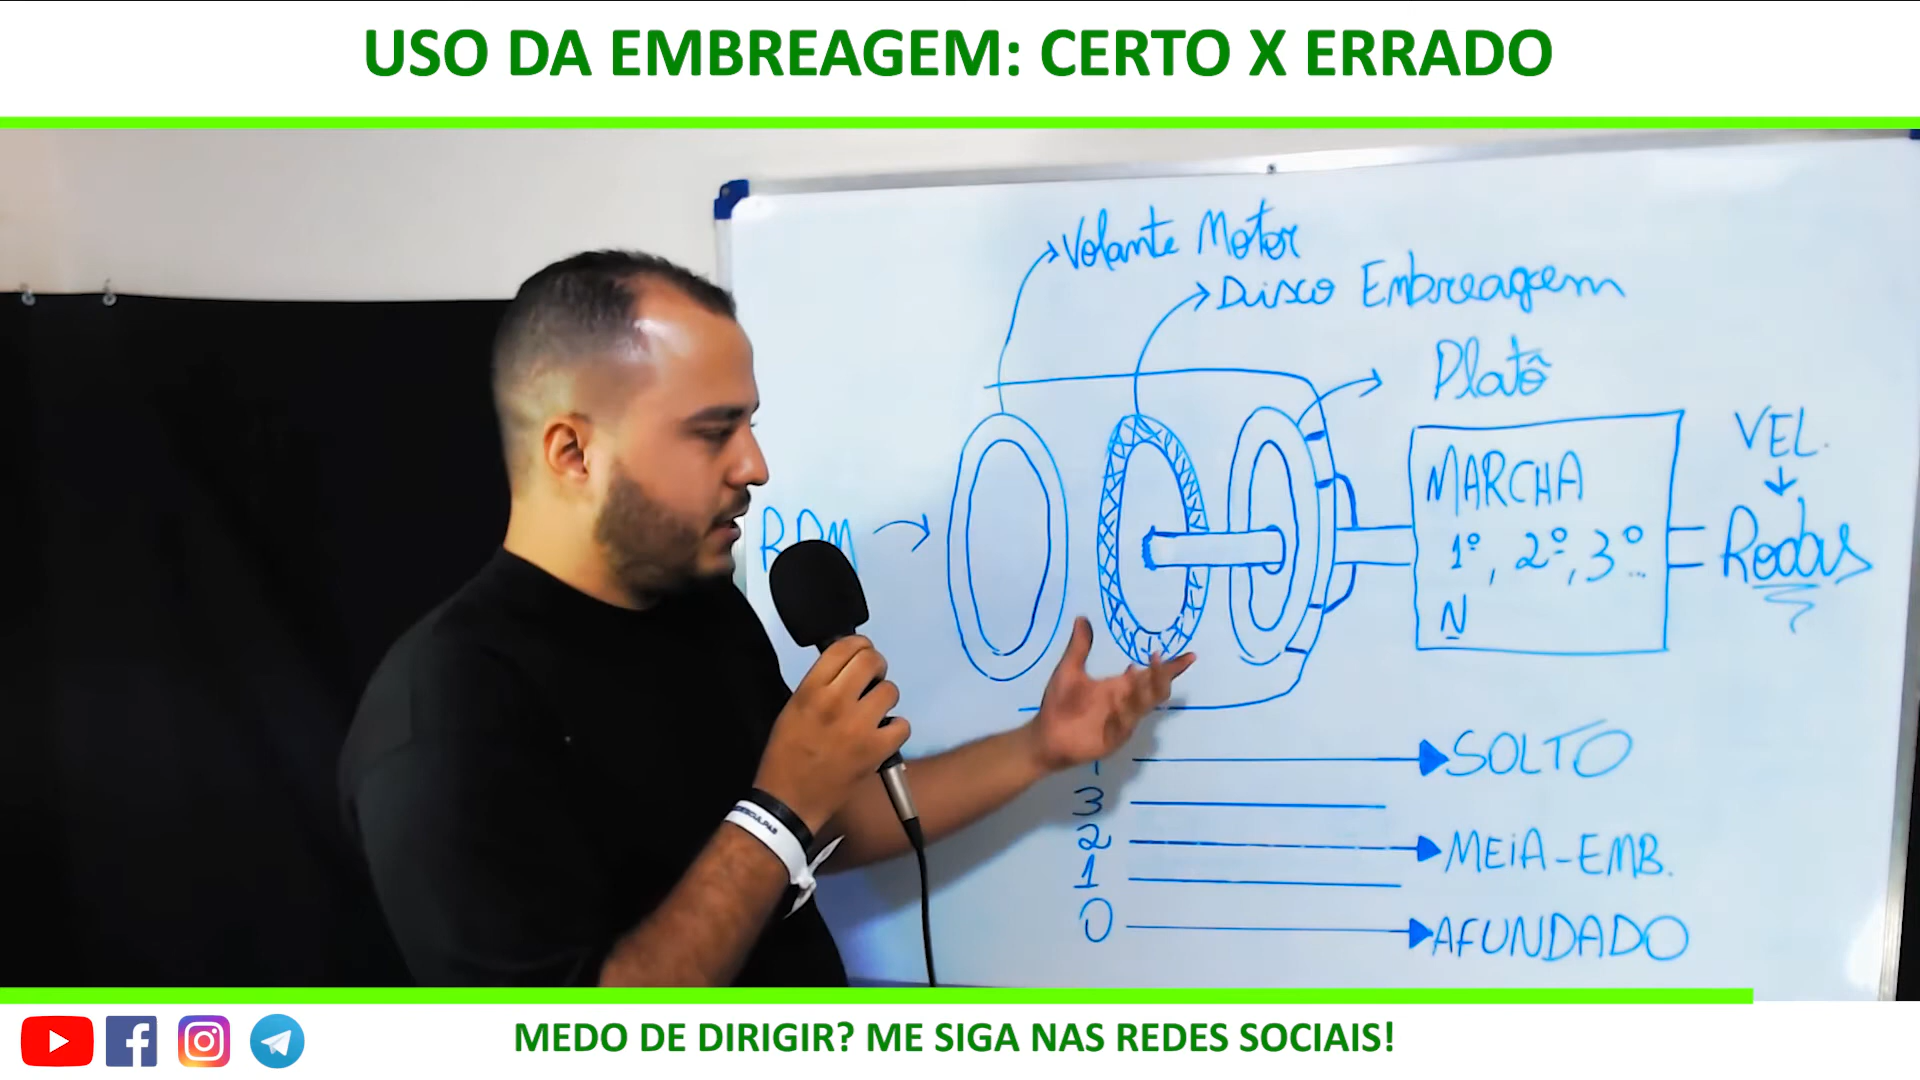 USO DA EMBREAGEM: CERTO X ERRADO
Volante Motor
Disco Embreagem
Platô
VEL.
MARCHA
RPM
1º, 2º, 3º...
Rodas
N
SOLTO
3
2
MEIA-EMB.
1
0
AFUNDADO
MEDO DE DIRIGIR? ME SIGA NAS REDES SOCIAIS!